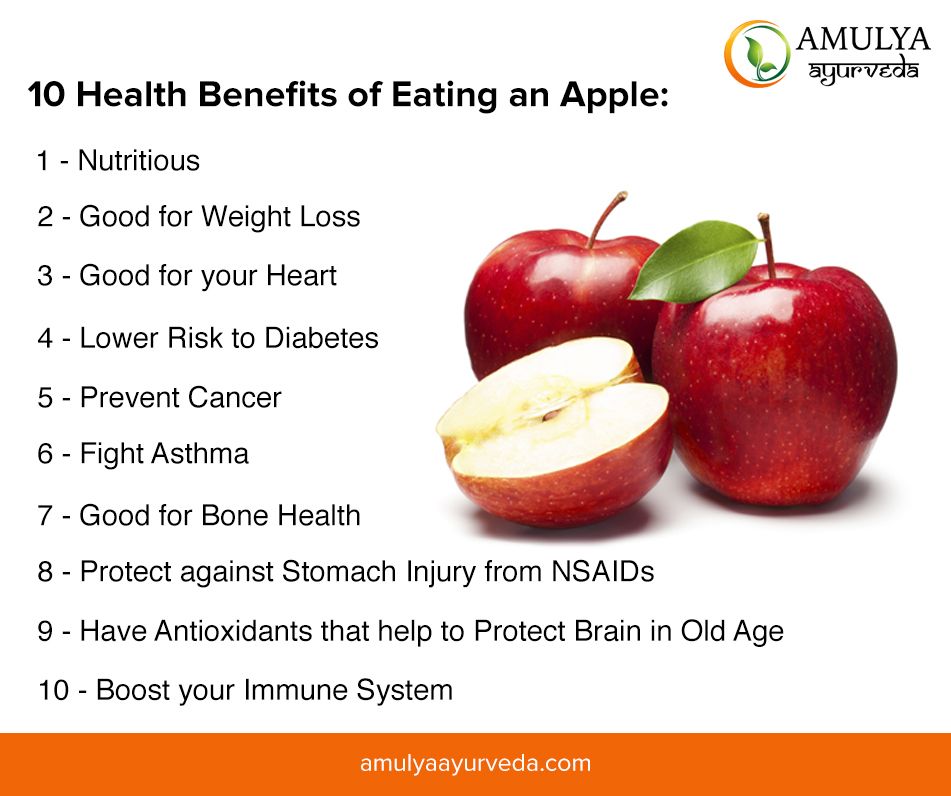 AMULYA
ayurveda
10 Health Benefits of Eating an Apple:
1 - Nutritious
2 - Good for Weight Loss
3 - Good for your Heart
4 - Lower Risk to Diabetes
5 - Prevent Cancer
6 - Fight Asthma
7 - Good for Bone Health
8 - Protect against Stomach Injury from NSAIDs
9 - Have Antioxidants that help to Protect Brain in Old Age
10 - Boost your Immune System
amulyaayurveda.com